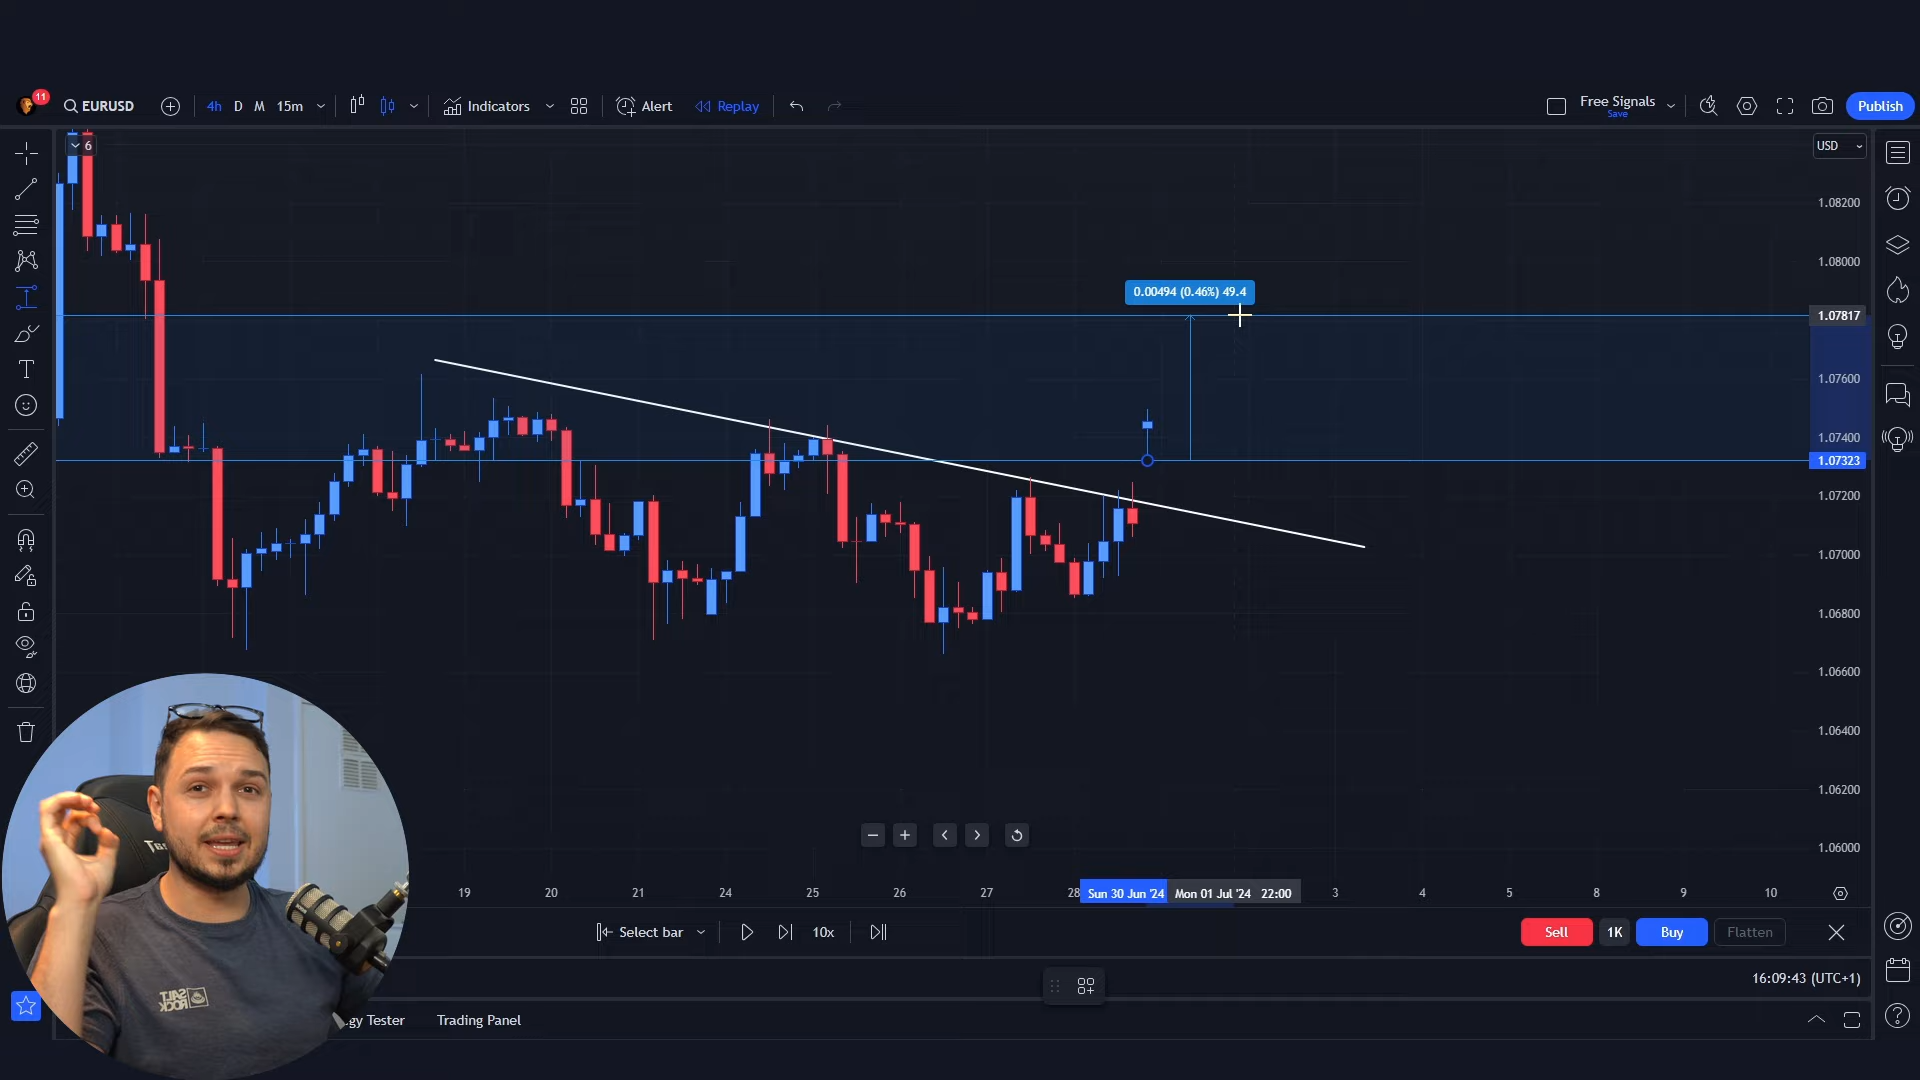 11
EURUSD
4h D M 15m
Indicators
Alert
Replay
Free Signals
Save
Publish
6
USD
1.08200
1.08000
1.07817
1.07600
1.07400
1.07323
1.07200
1.07000
1.06800
1.06600
1.06400
1.06200
1.06000
0.00494 (0.46%) 49.4
19 20 21 24 25 26 27 28 Sun 30 Jun '24 Mon 01 Jul '24 22:00 3 4 5 8 9 10
Select bar
10x
Sell 1K Buy Flatten
16:09:43 (UTC+1)
gy Tester
Trading Panel
SALT
ROCK